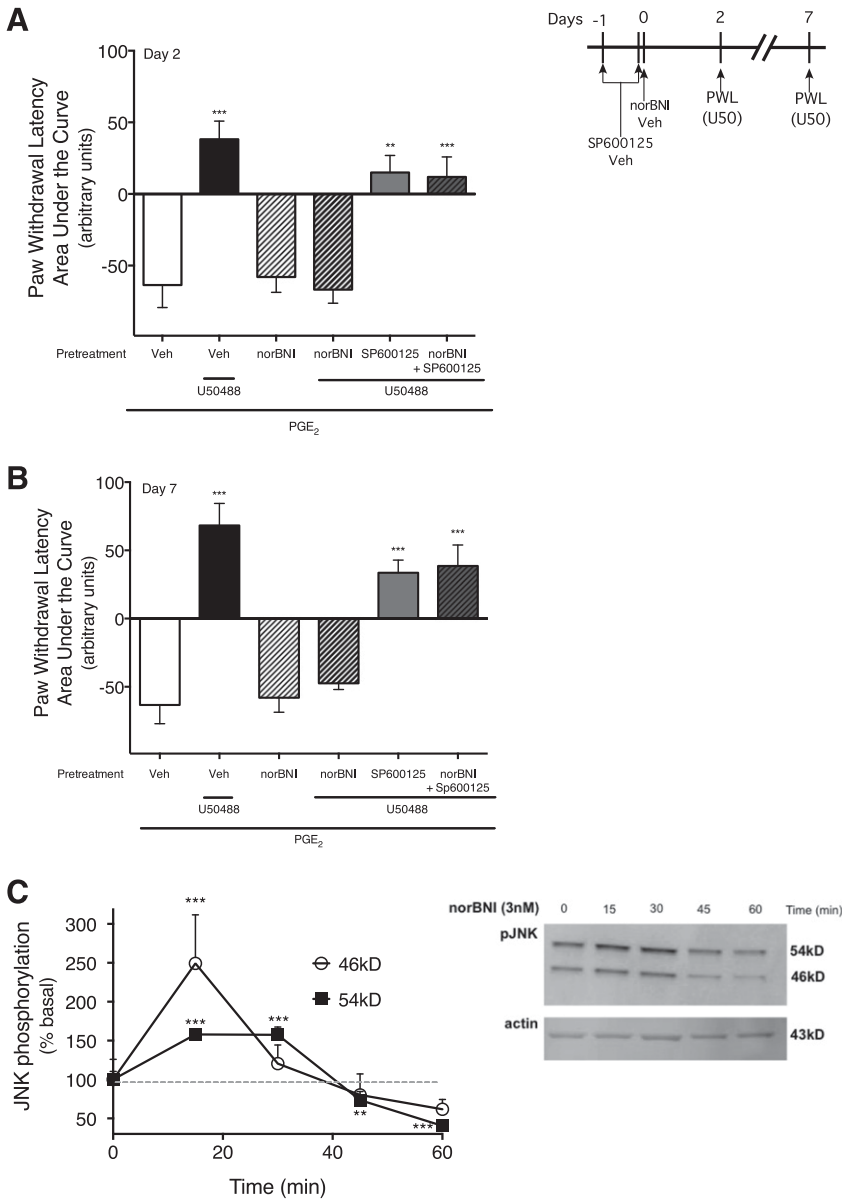 A
Days -1 0 2 7
norBNI
Veh
SP600125
Veh
PWL
(U50)
PWL
(U50)
Day 2
Paw Withdrawal Latency
Area Under the Curve
(arbitrary units)
100
50
0
-50
***
**
***
Pretreatment Veh Veh norBNI norBNI SP600125 norBNI
+ SP600125
U50488 U50488
PGE2
B
Day 7
Paw Withdrawal Latency
Area Under the Curve
(arbitrary units)
100
50
0
-50
***
***
***
Pretreatment Veh Veh norBNI norBNI SP600125 norBNI
+ Sp600125
U50488 U50488
PGE2
C
JNK phosphorylation
(% basal)
300
250
200
150
100
50
***
***
***
**
***
46kD
54kD
0 20 40 60
Time (min)
norBNI (3nM) 0 15 30 45 60 Time (min)
pJNK
54kD
46kD
actin
43kD